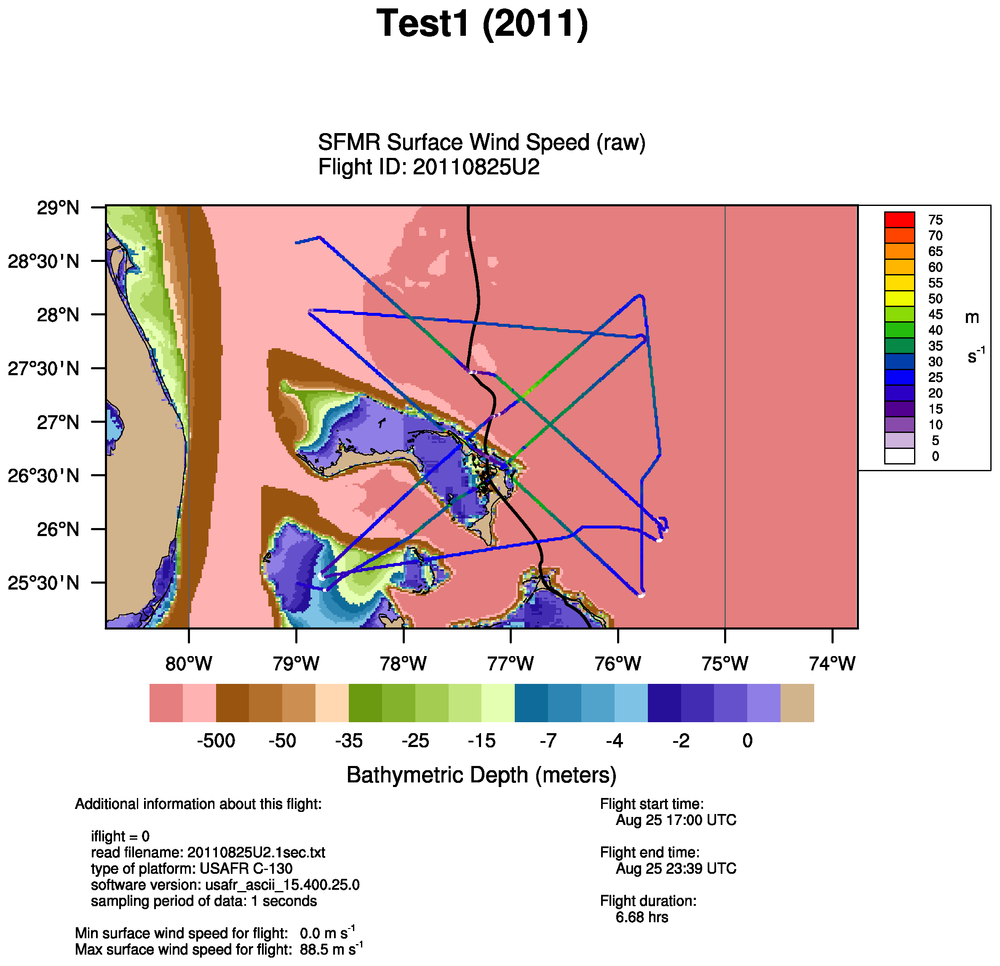 Test1 (2011)
SFMR Surface Wind Speed (raw)
Flight ID: 20110825U2
29°N
28°30'N
28°N
27°30'N
27°N
26°30'N
26°N
25°30'N
80°W 79°W 78°W 77°W 76°W 75°W 74°W
75
70
65
60
55
50
45
40
35
30
25
20
15
10
5
0
m
s-1
-500 -50 -35 -25 -15 -7 -4 -2 0
Bathymetric Depth (meters)
Additional information about this flight:
iflight = 0
read filename: 20110825U2.1sec.txt
type of platform: USAFR C-130
software version: usafr_ascii_15.400.25.0
sampling period of data: 1 seconds
Min surface wind speed for flight: 0.0 m s-1
Max surface wind speed for flight: 88.5 m s-1
Flight start time:
Aug 25 17:00 UTC
Flight end time:
Aug 25 23:39 UTC
Flight duration:
6.68 hrs